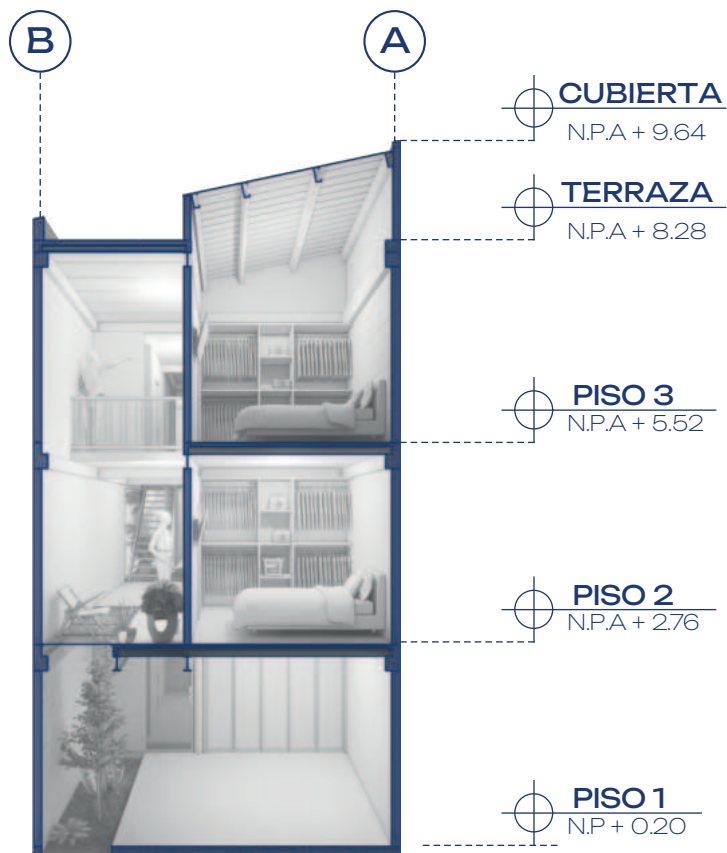 B
A
CUBIERTA
N.P.A + 9.64
TERRAZA
N.P.A + 8.28
PISO 3
N.P.A + 5.52
PISO 2
N.P.A + 2.76
PISO 1
N.P + 0.20